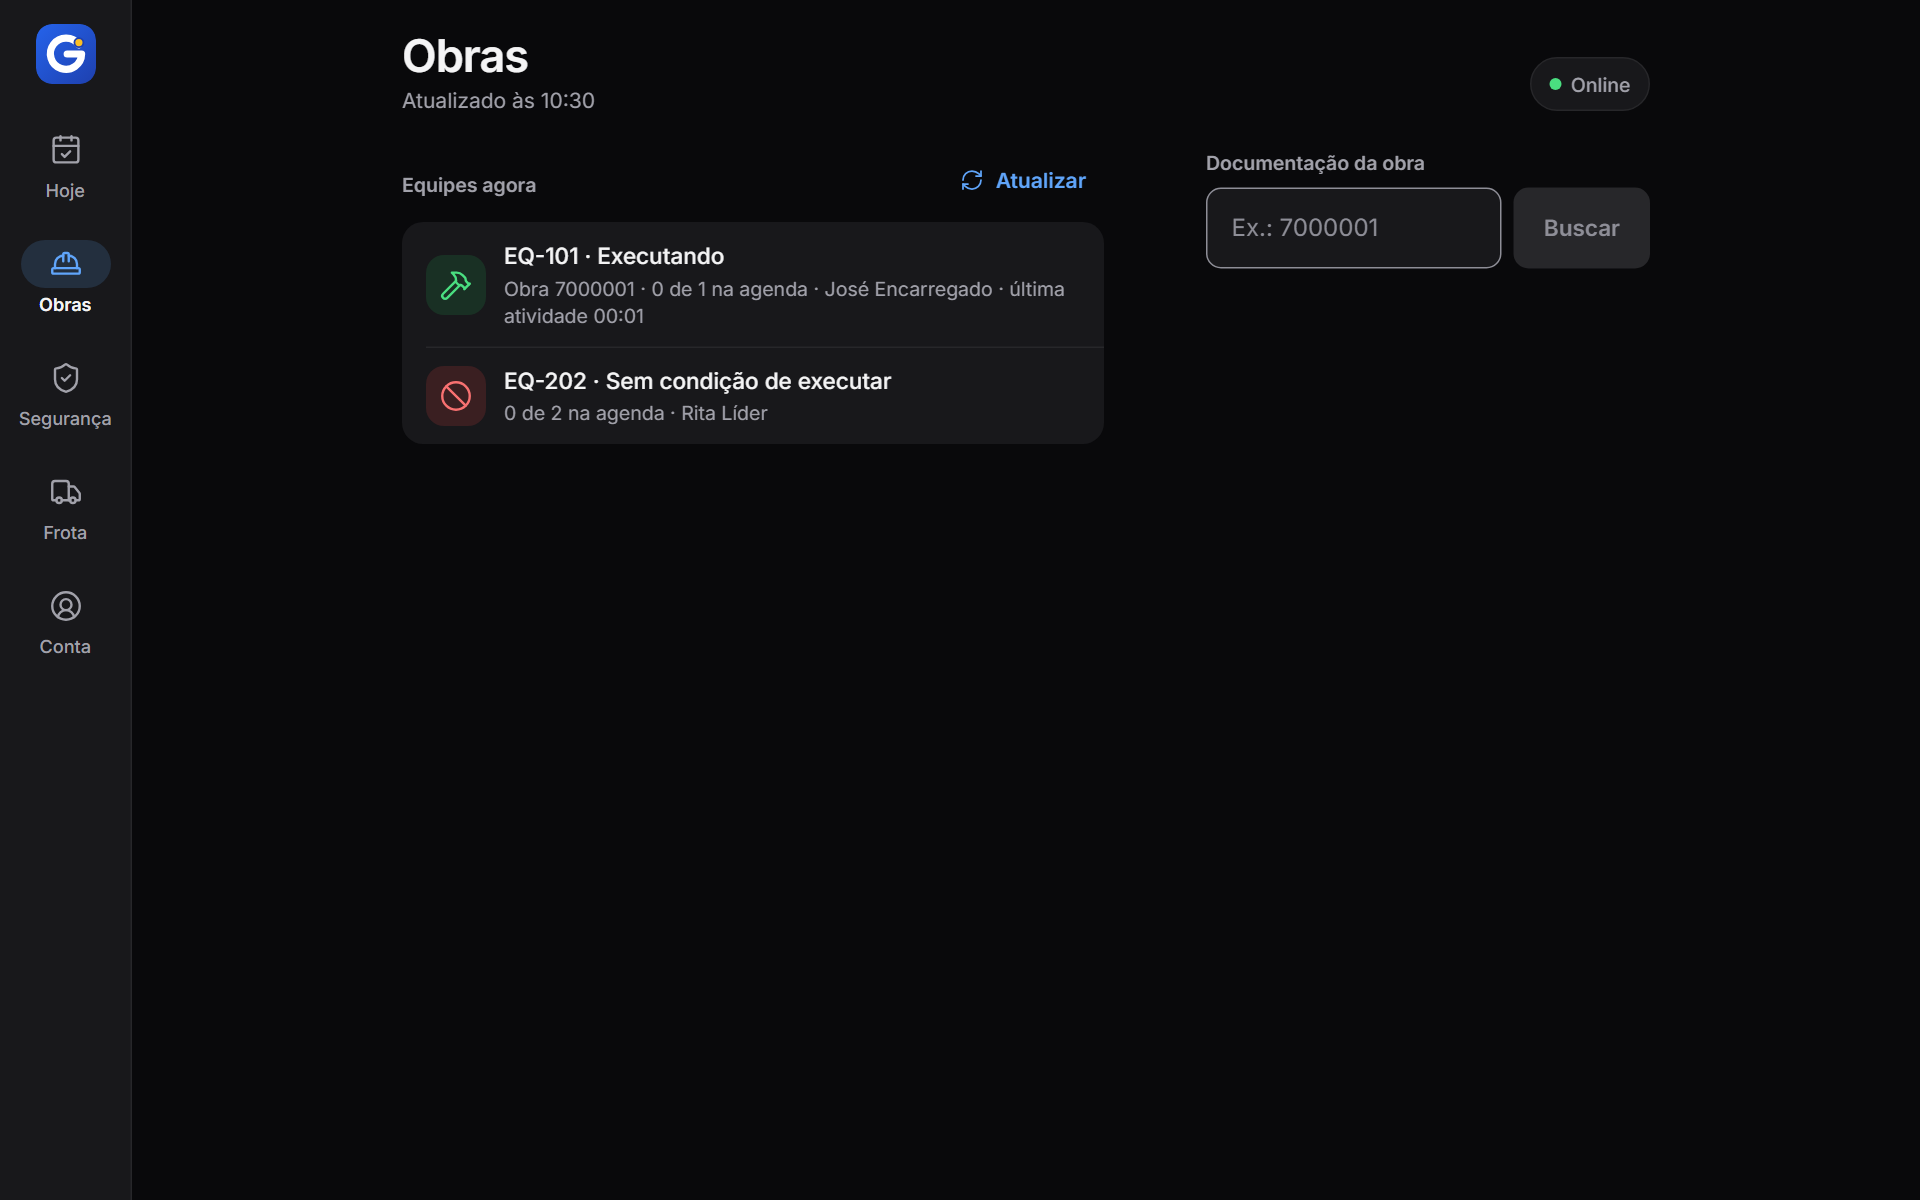 Hoje
Obras
Segurança
Frota
Conta
Obras
Atualizado às 10:30
Online
Equipes agora
Atualizar
EQ-101 · Executando
Obra 7000001 · 0 de 1 na agenda · José Encarregado · última
atividade 00:01
EQ-202 · Sem condição de executar
0 de 2 na agenda · Rita Líder
Documentação da obra
Ex.: 7000001
Buscar